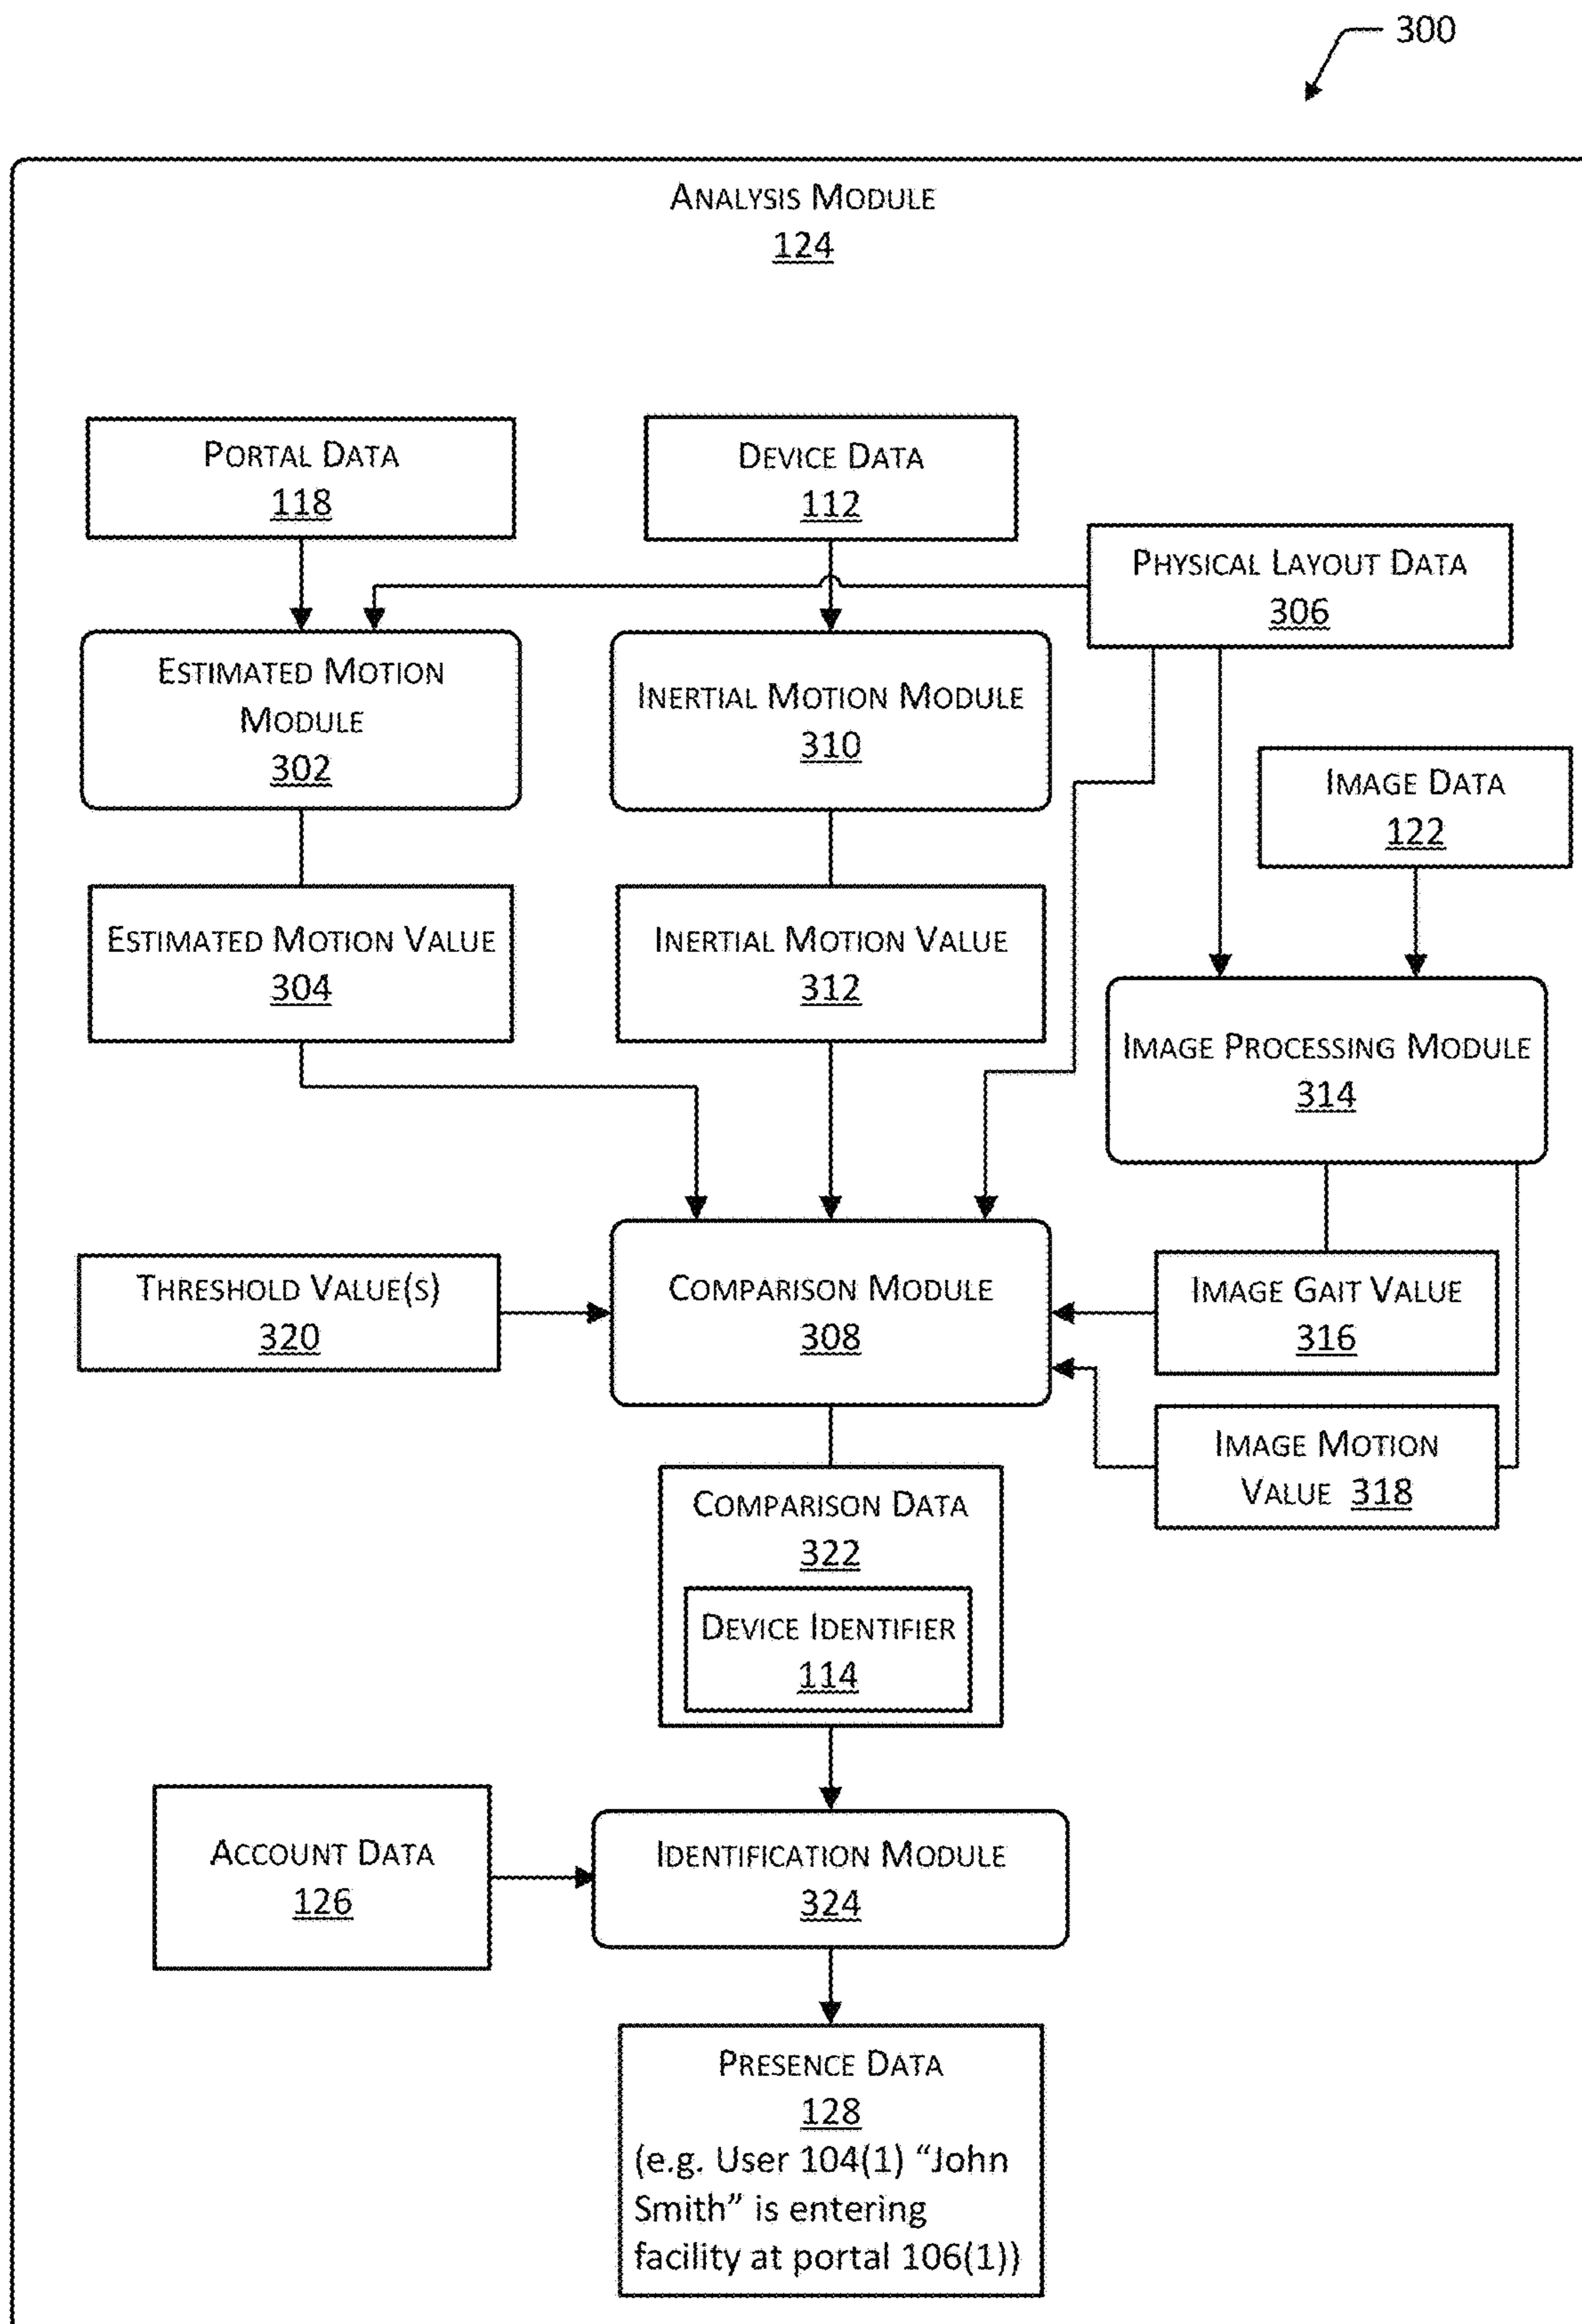 300
ANALYSIS MODULE
124
PORTAL DATA
118
DEVICE DATA
112
PHYSICAL LAYOUT DATA
306
ESTIMATED MOTION
MODULE
302
INERTIAL MOTION MODULE
310
IMAGE DATA
122
ESTIMATED MOTION VALUE
304
INERTIAL MOTION VALUE
312
IMAGE PROCESSING MODULE
314
THRESHOLD VALUE(S)
320
COMPARISON MODULE
308
IMAGE GAIT VALUE
316
IMAGE MOTION
VALUE 318
COMPARISON DATA
322
DEVICE IDENTIFIER
114
ACCOUNT DATA
126
IDENTIFICATION MODULE
324
PRESENCE DATA
128
(e.g. User 104(1) “John
Smith” is entering
facility at portal 106(1))